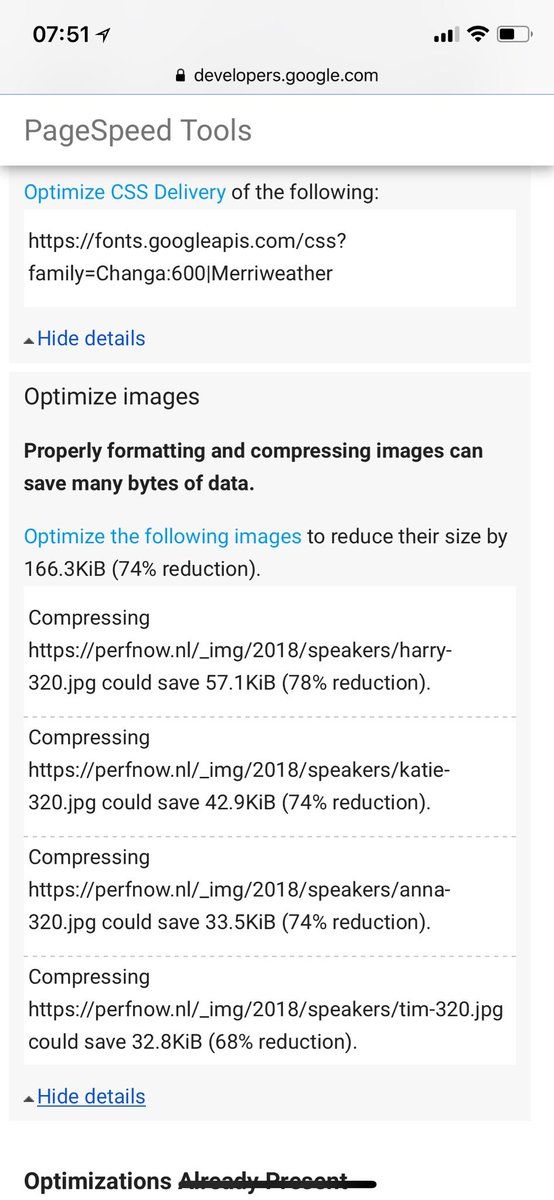 07:51
developers.google.com
PageSpeed Tools
Optimize CSS Delivery of the following:
https://fonts.googleapis.com/css?
family=Changa:600|Merriweather
Hide details
Optimize images
Properly formatting and compressing images can
save many bytes of data.
Optimize the following images to reduce their size by
166.3KiB (74% reduction).
Compressing
https://perfnow.nl/_img/2018/speakers/harry-
320.jpg could save 57.1KiB (78% reduction).
Compressing
https://perfnow.nl/_img/2018/speakers/katie-
320.jpg could save 42.9KiB (74% reduction).
Compressing
https://perfnow.nl/_img/2018/speakers/anna-
320.jpg could save 33.5KiB (74% reduction).
Compressing
https://perfnow.nl/_img/2018/speakers/tim-320.jpg
could save 32.8KiB (68% reduction).
Hide details
Optimizations Already Present